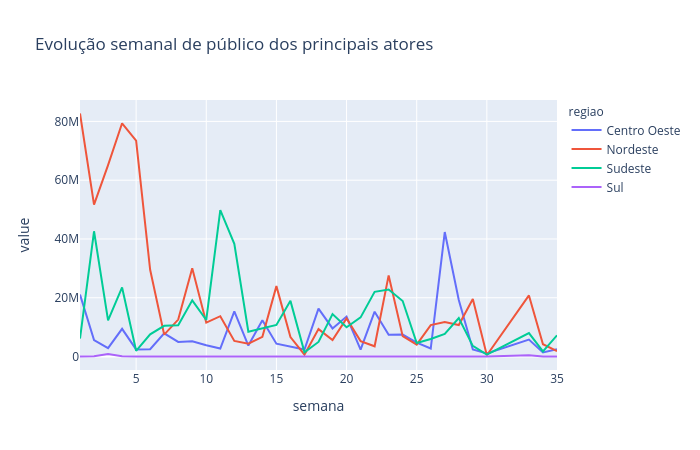 Evolução semanal de público dos principais atores
regiao
Centro Oeste
Nordeste
Sudeste
Sul
value
80M
60M
40M
20M
0
5
10
15
20
25
30
35
semana